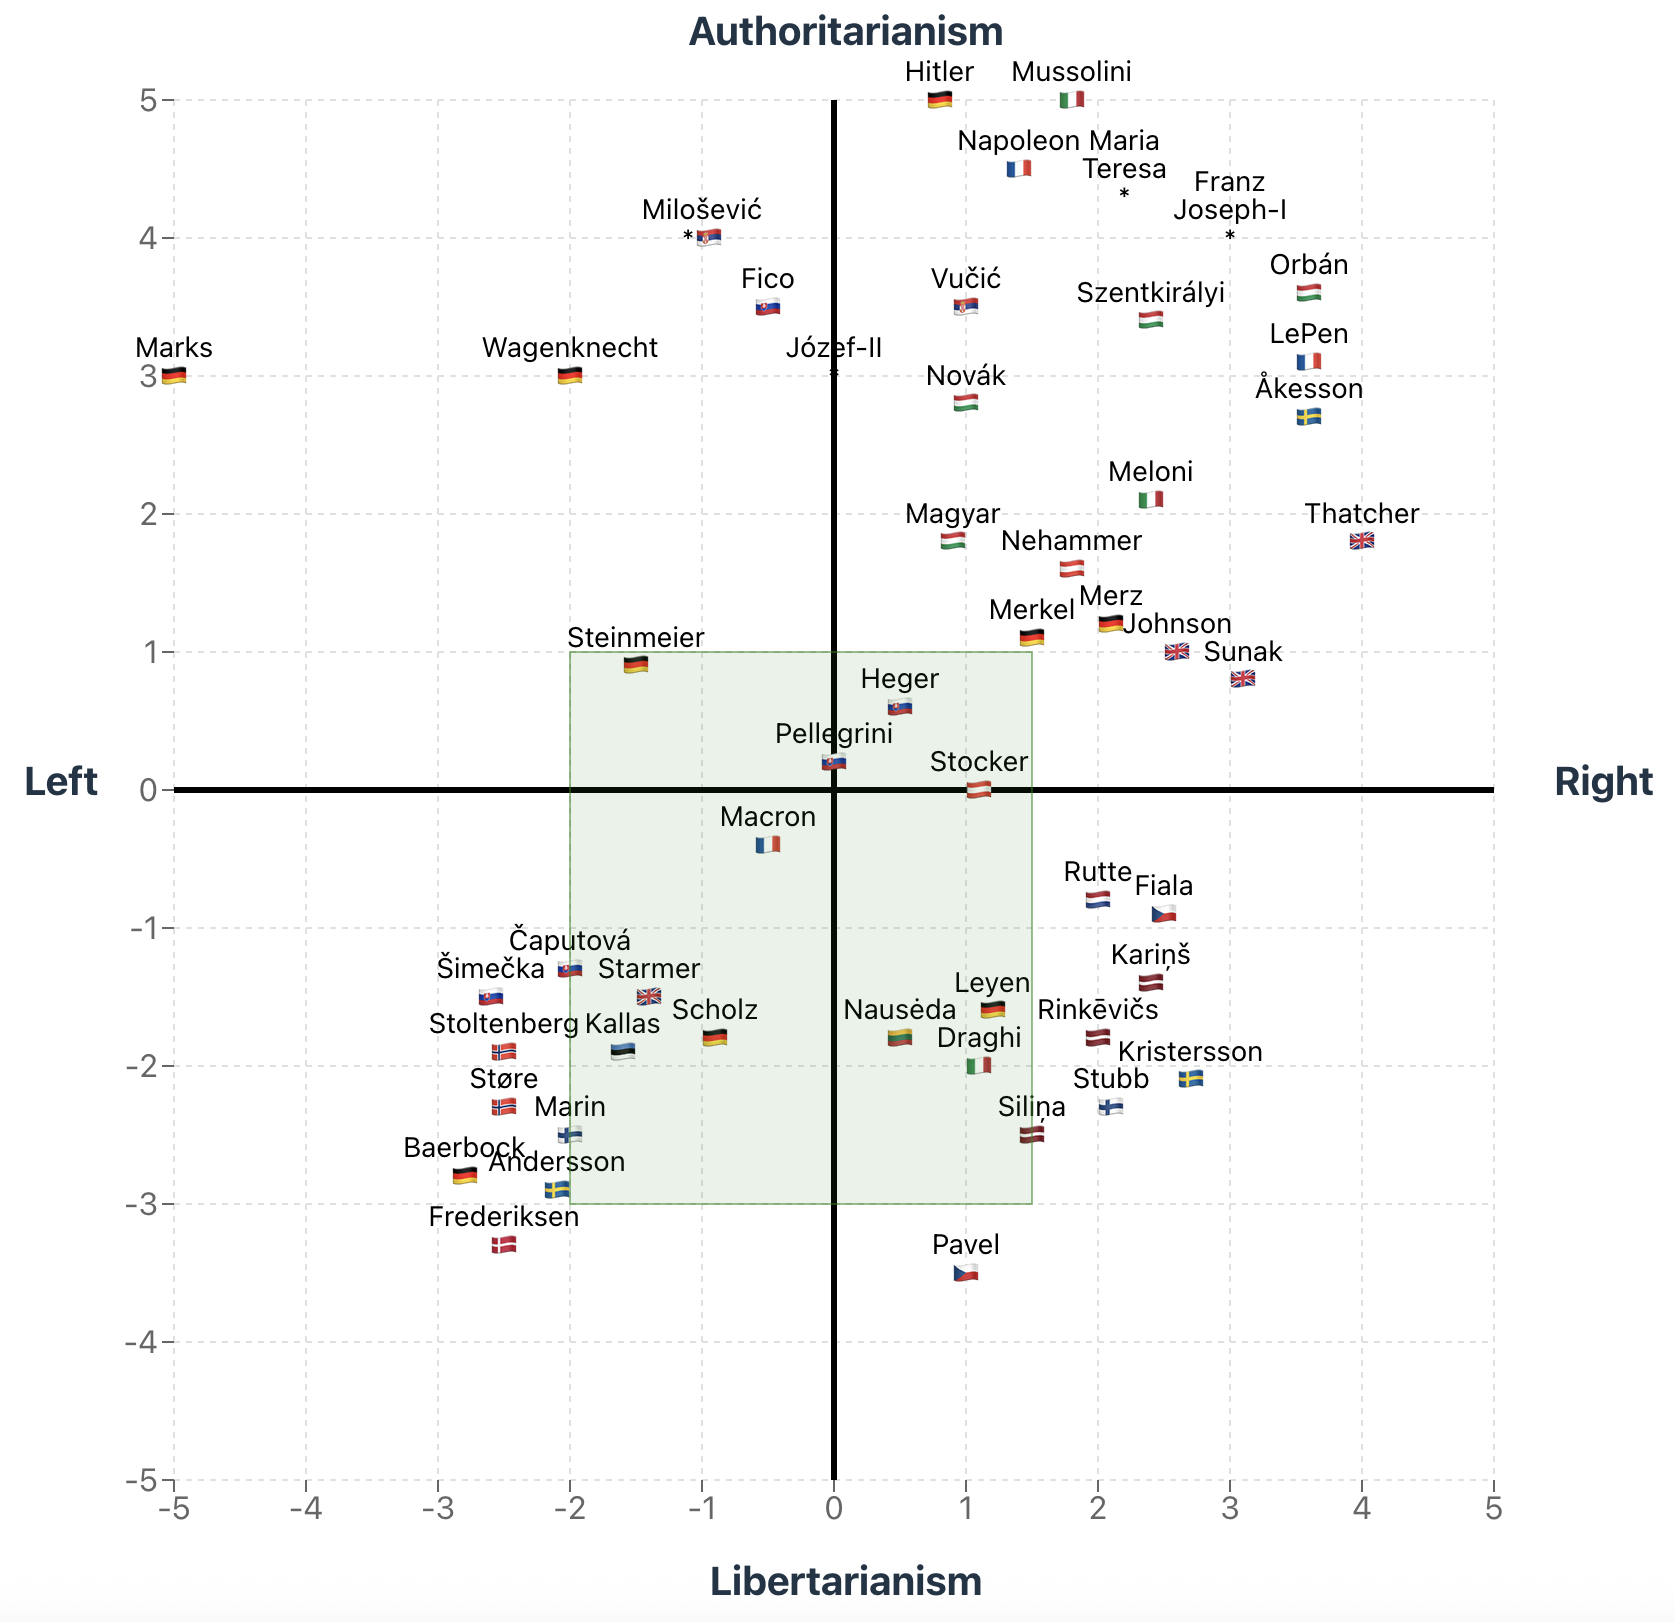 Authoritarianism
Hitler
Mussolini
5
Napoleon
Maria
Teresa
*
Franz
Joseph-I
*
Milošević
*
4
Orbán
Fico
Vučić
Szentkirályi
LePen
Marks
Wagenknecht
Józef-II
*
3
Novák
Åkesson
Meloni
2
Magyar
Thatcher
Nehammer
Merz
Merkel
Johnson
Steinmeier
1
Sunak
Heger
Pellegrini
Stocker
Left
0
Right
Macron
Rutte
Fiala
-1
Čaputová
Kariņš
Šimečka
Starmer
Leyen
Scholz
Nausėda
Rinkēvičs
Stoltenberg
Kallas
Draghi
Kristersson
-2
Støre
Stubb
Marin
Siliņa
Baerbock
Andersson
-3
Frederiksen
Pavel
-4
-5
-5 -4 -3 -2 -1 0 1 2 3 4 5
Libertarianism